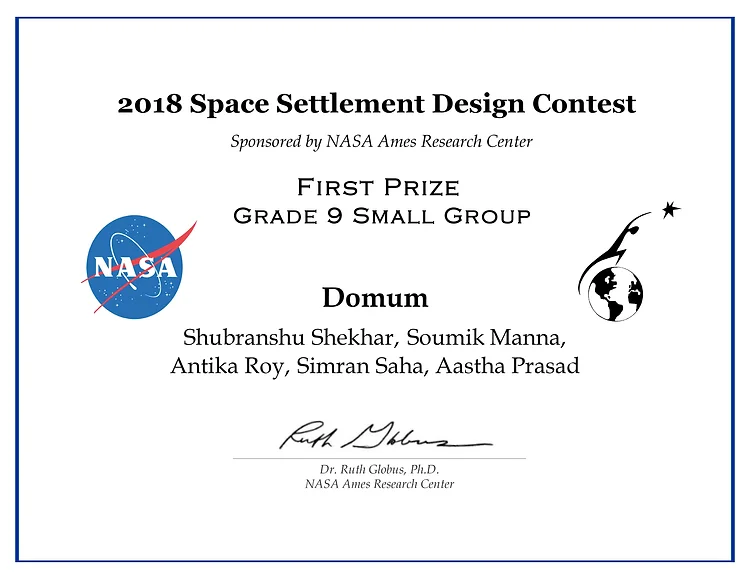 2018 Space Settlement Design Contest
Sponsored by NASA Ames Research Center
First Prize
Grade 9 Small Group
NASA
Domum
Shubranshu Shekhar, Soumik Manna,
Antika Roy, Simran Saha, Aastha Prasad
Ruth Globus
Dr. Ruth Globus, Ph.D.
NASA Ames Research Center